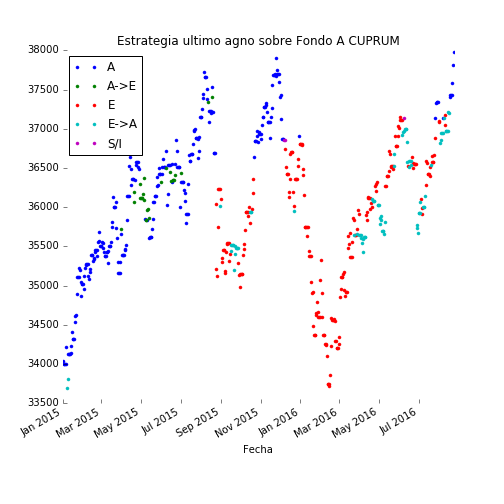 Estrategia ultimo agno sobre Fondo A CUPRUM
38000
37500
37000
36500
36000
35500
35000
34500
34000
33500
A
A->E
E
E->A
S/I
Jan 2015
Mar 2015
May 2015
Jul 2015
Sep 2015
Nov 2015
Jan 2016
Mar 2016
May 2016
Jul 2016
Fecha